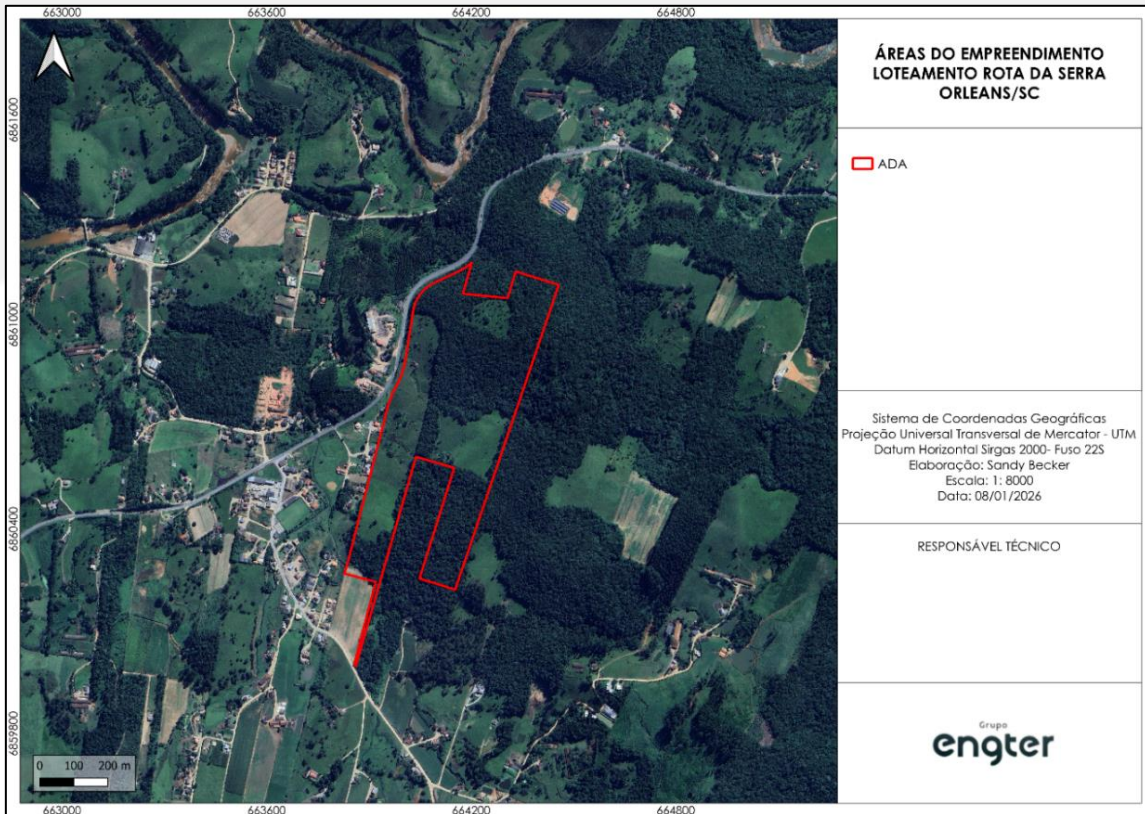 663000 663600 664200 664800
6861600
6861000
6860400
6859800
0 100 200 m
663000 663600 664200 664800
ÁREAS DO EMPREENDIMENTO
LOTEAMENTO ROTA DA SERRA
ORLEANS/SC
ADA
Sistema de Coordenadas Geográficas
Projeção Universal Transversal de Mercator - UTM
Datum Horizontal Sirgas 2000- Fuso 22S
Elaboração: Sandy Becker
Escala: 1: 8000
Data: 08/01/2026
RESPONSÁVEL TÉCNICO
Grupo
engter